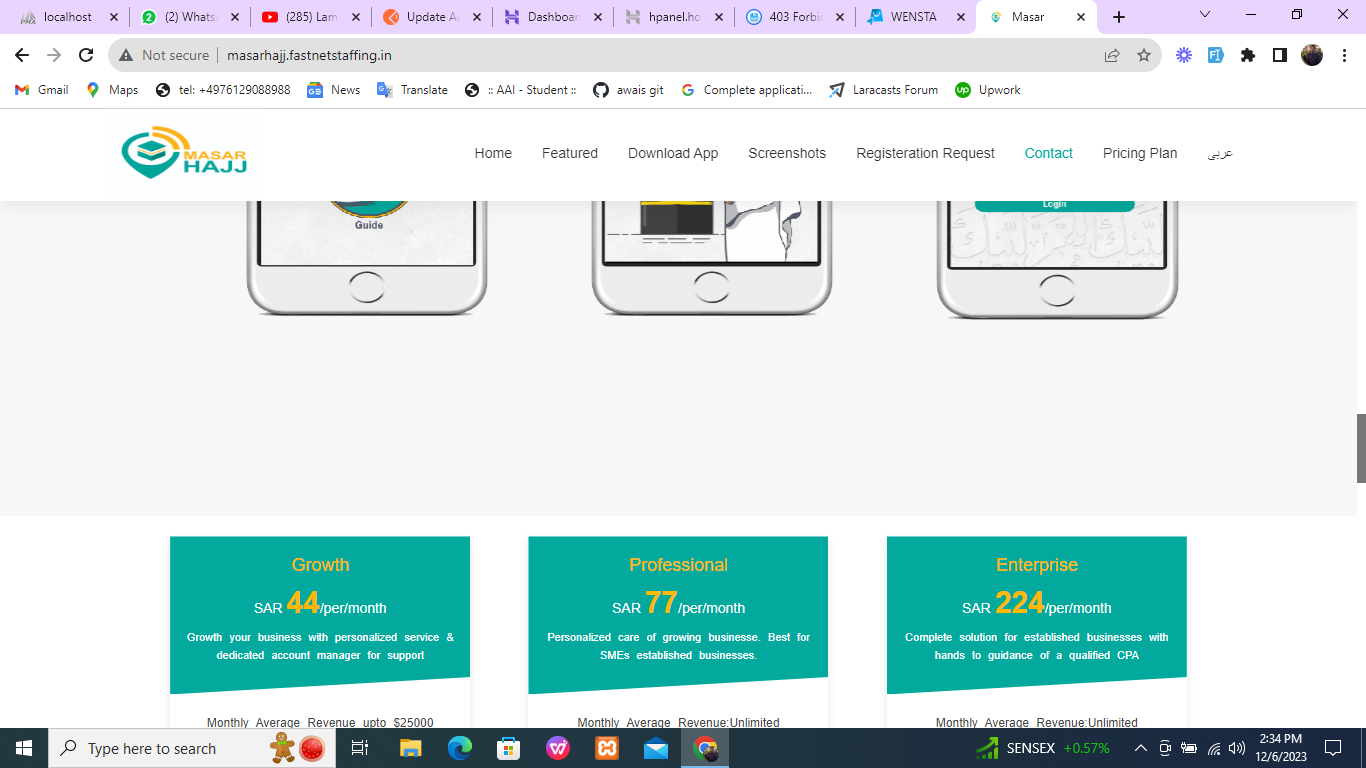 localhost
(2) Whats
(285) Lam
Update A
Dashboar
hpanel.ho
403 Forbi
WENSTA
Masar
Not secure
masarhajj.fastnetstaffing.in
Gmail
Maps
tel: +4976129088988
News
Translate
:: AAI - Student ::
awais git
Complete applicati...
Laracasts Forum
Upwork
MASAR
HAJJ
Home
Featured
Download App
Screenshots
Registeration Request
Contact
Pricing Plan
عربی
Guide
Login
Growth
SAR 44/per/month
Growth your business with personalized service &
dedicated account manager for support
Monthly Average Revenue upto $25000
Professional
SAR 77/per/month
Personalized care of growing businesse. Best for
SMEs established businesses.
Monthly Average Revenue:Unlimited
Enterprise
SAR 224/per/month
Complete solution for established businesses with
hands to guidance of a qualified CPA
Monthly Average Revenue:Unlimited
Type here to search
SENSEX +0.57%
2:34 PM
12/6/2023